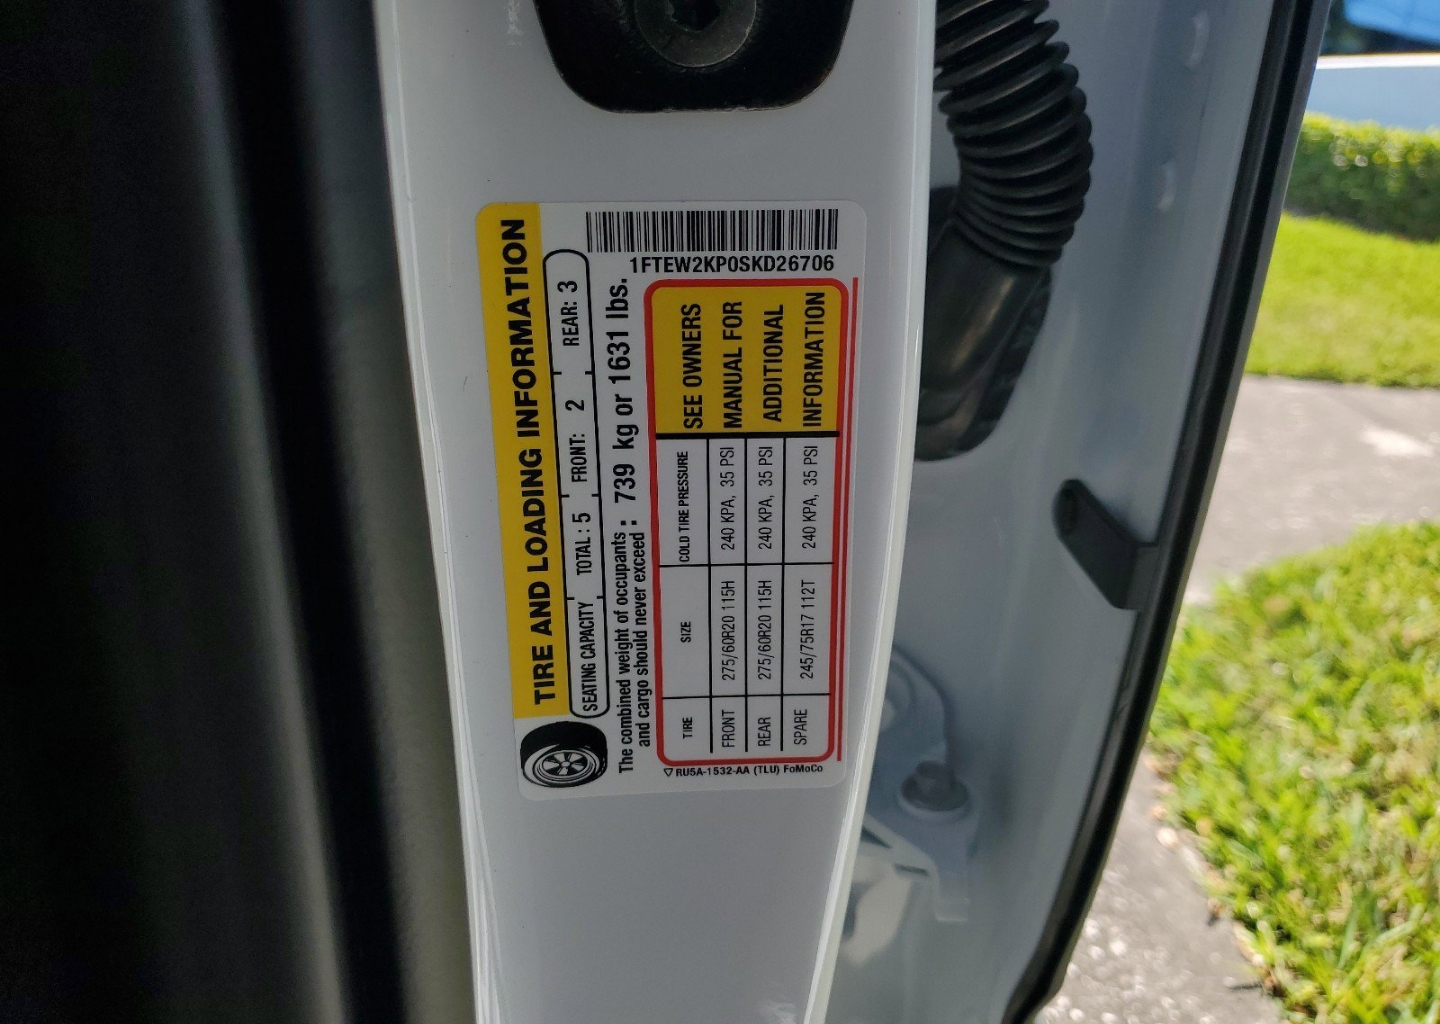 1FTEW2KP0SKD26706
TIRE AND LOADING INFORMATION
SEATING CAPACITY TOTAL : 5 FRONT: 2 REAR: 3
The combined weight of occupants
and cargo should never exceed : 739 kg or 1631 lbs.
TIRE SIZE COLD TIRE PRESSURE
FRONT 275/60R20 115H 240 KPA, 35 PSI
REAR 275/60R20 115H 240 KPA, 35 PSI
SPARE 245/75R17 112T 240 KPA, 35 PSI
SEE OWNERS
MANUAL FOR
ADDITIONAL
INFORMATION
RU5A-1532-AA (TLU) FoMoCo